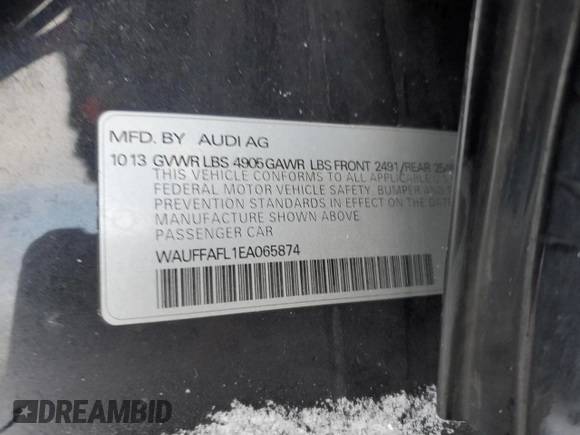 MFD. BY AUDI AG
1013 GVWR LBS 4905 GAWR LBS FRONT 2491/REAR
THIS VEHICLE CONFORMS TO ALL APPLICABLE U.S.
FEDERAL MOTOR VEHICLE SAFETY, BUMPER AND
PREVENTION STANDARDS IN EFFECT ON THE DATE
MANUFACTURE SHOWN ABOVE
PASSENGER CAR
WAUFFAFL1EA065874
DREAMBID